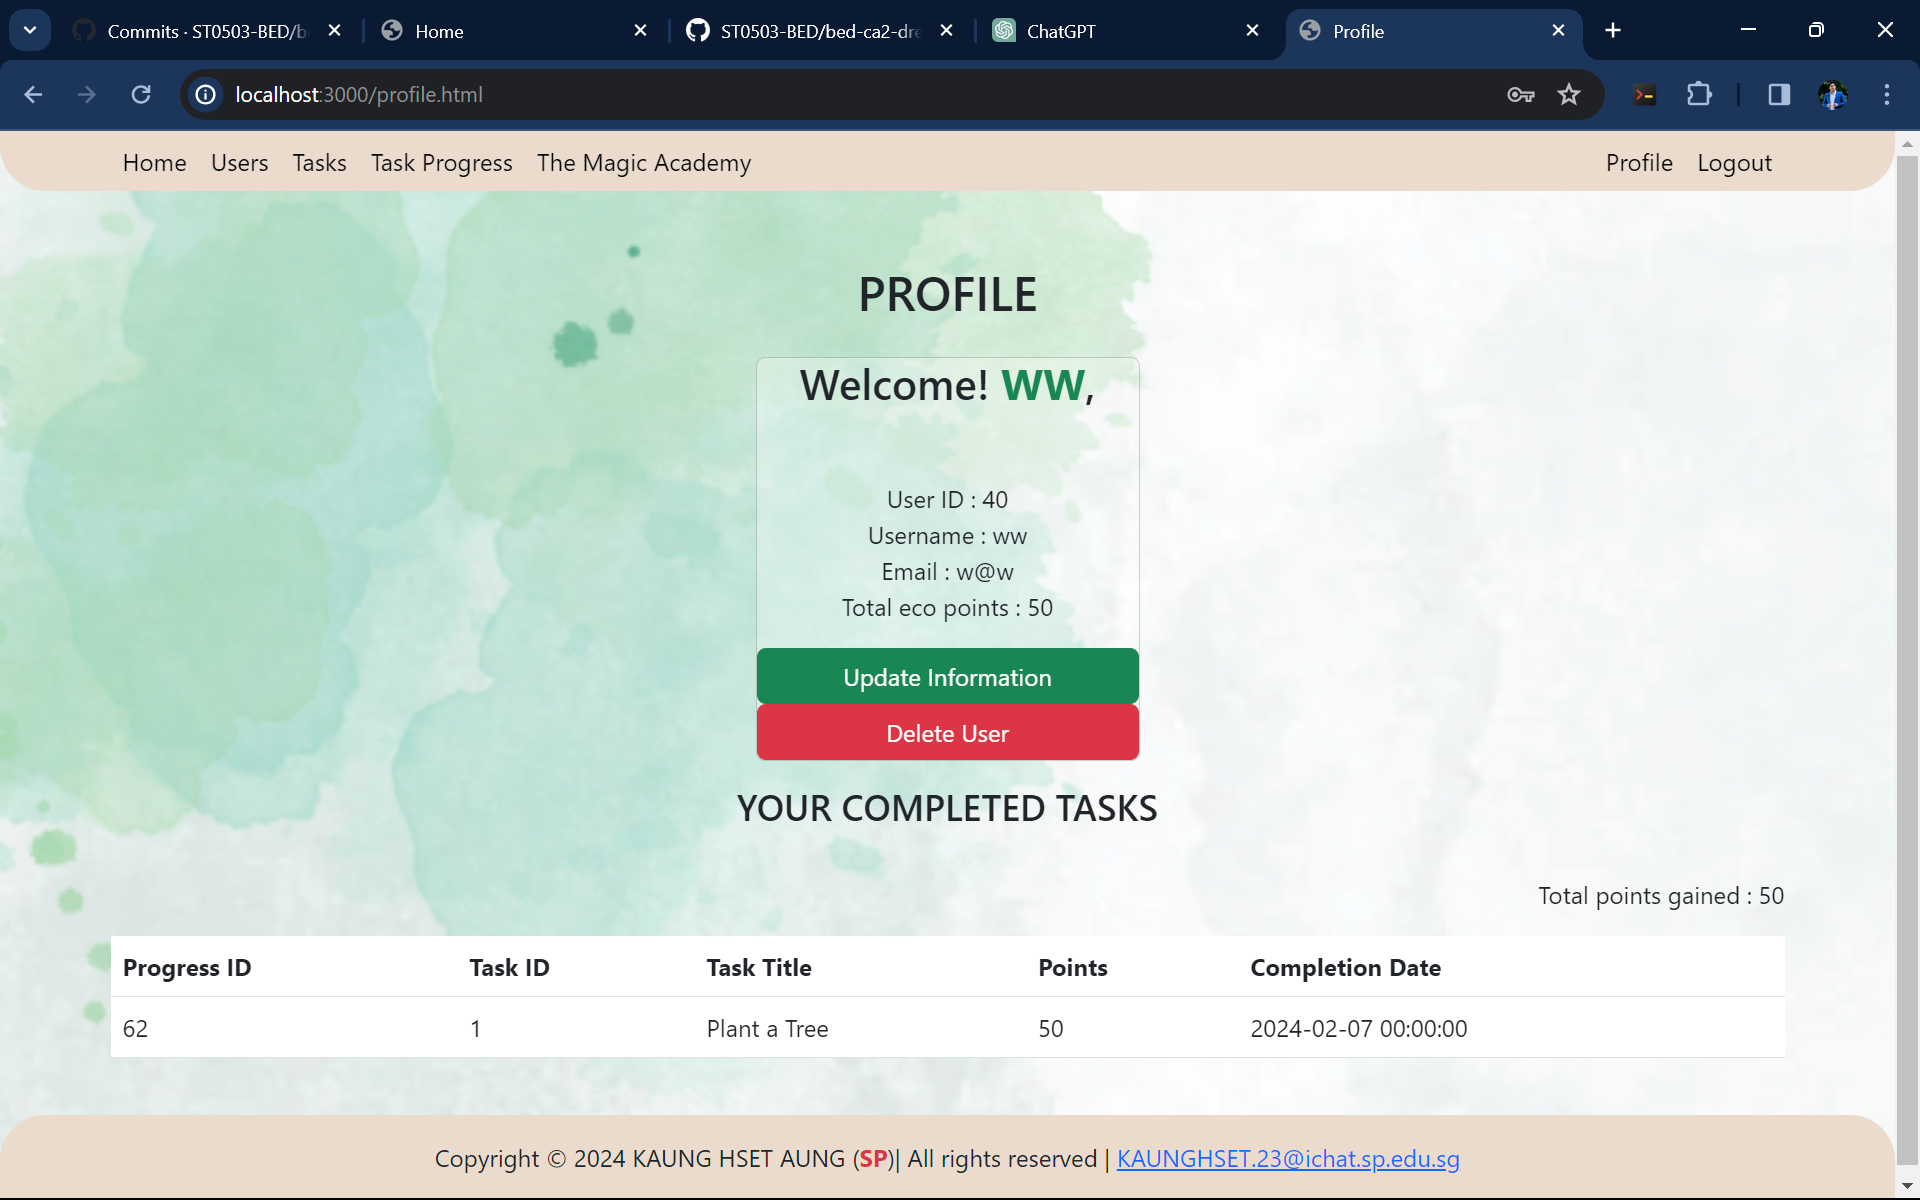 Commits · ST0503-BED/b
Home
ST0503-BED/bed-ca2-dre
ChatGPT
Profile
localhost:3000/profile.html
Home Users Tasks Task Progress The Magic Academy Profile Logout
PROFILE
Welcome! WW,
User ID : 40
Username : ww
Email : w@w
Total eco points : 50
Update Information
Delete User
YOUR COMPLETED TASKS
Total points gained : 50
Progress ID Task ID Task Title Points Completion Date
62 1 Plant a Tree 50 2024-02-07 00:00:00
Copyright © 2024 KAUNG HSET AUNG (SP)| All rights reserved | KAUNGHSET.23@ichat.sp.edu.sg